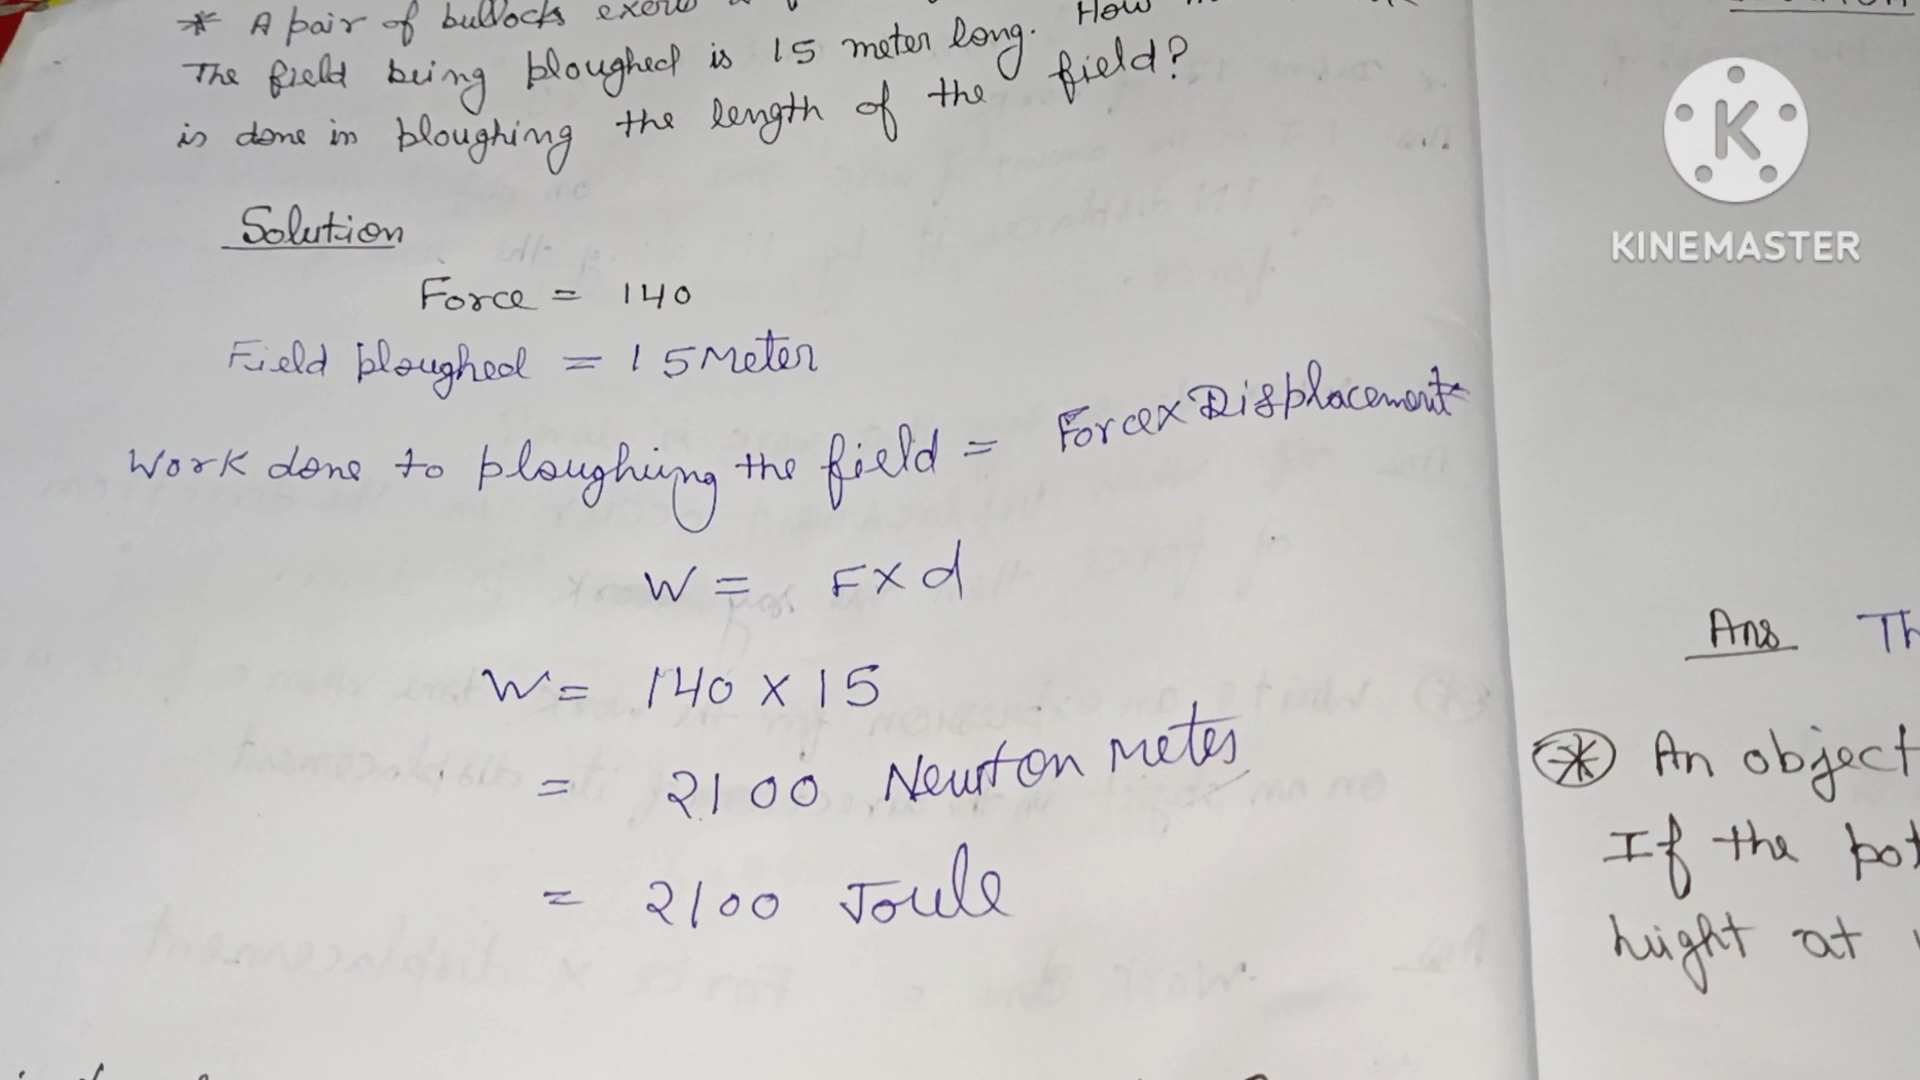 * A pair of bullocks
The field being ploughed is 15 meter long. How
is done in ploughing the length of the field?
Solution
Force = 140
Field ploughed = 15 Meter
Work done to ploughing the field = Force x Displacement
W = F x d
W = 140 x 15
= 2100 Newton Meter
= 2100 Joule
K
KINEMASTER
Ans Th
* An object
If the pot
hight at